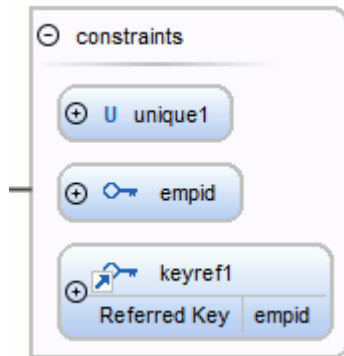 constraints
U unique1
empid
keyref1
Referred Key empid